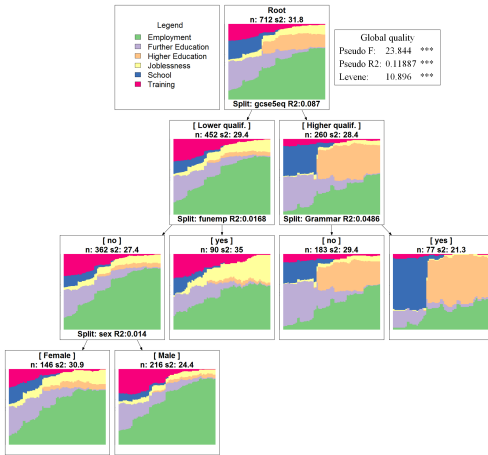 Legend
Employment
Further Education
Higher Education
Joblessness
School
Training
Root
n: 712 s2: 31.8
Split: gcse5eq R2:0.087
Global quality
Pseudo F: 23.844 ***
Pseudo R2: 0.11887 ***
Levene: 10.896 ***
[ Lower qualif. ]
n: 452 s2: 29.4
Split: funemp R2:0.0168
[ Higher qualif. ]
n: 260 s2: 28.4
Split: Grammar R2:0.0486
[ no ]
n: 362 s2: 27.4
Split: sex R2:0.014
[ yes ]
n: 90 s2: 35
[ no ]
n: 183 s2: 29.4
[ yes ]
n: 77 s2: 21.3
[ Female ]
n: 146 s2: 30.9
[ Male ]
n: 216 s2: 24.4